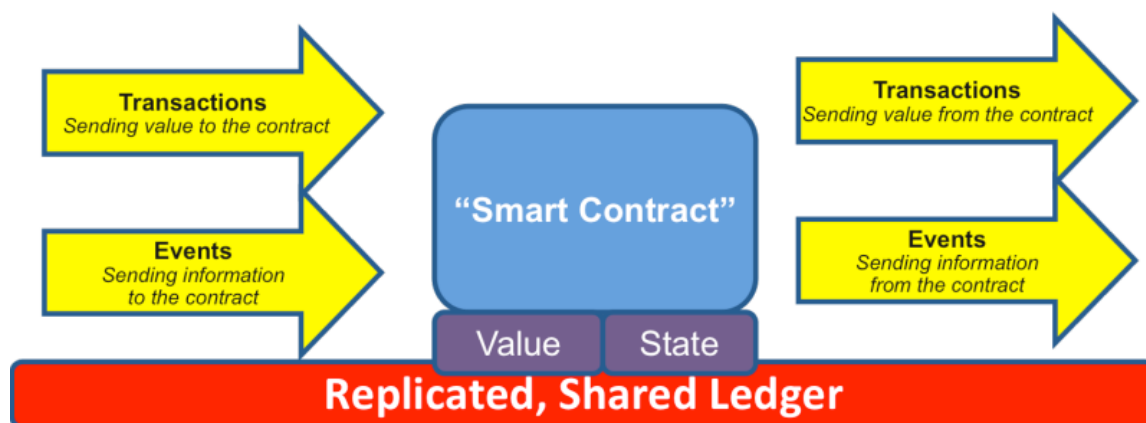 Transactions
Sending value to the contract
Events
Sending information
to the contract
“Smart Contract”
Value
State
Transactions
Sending value from the contract
Events
Sending information
from the contract
Replicated, Shared Ledger